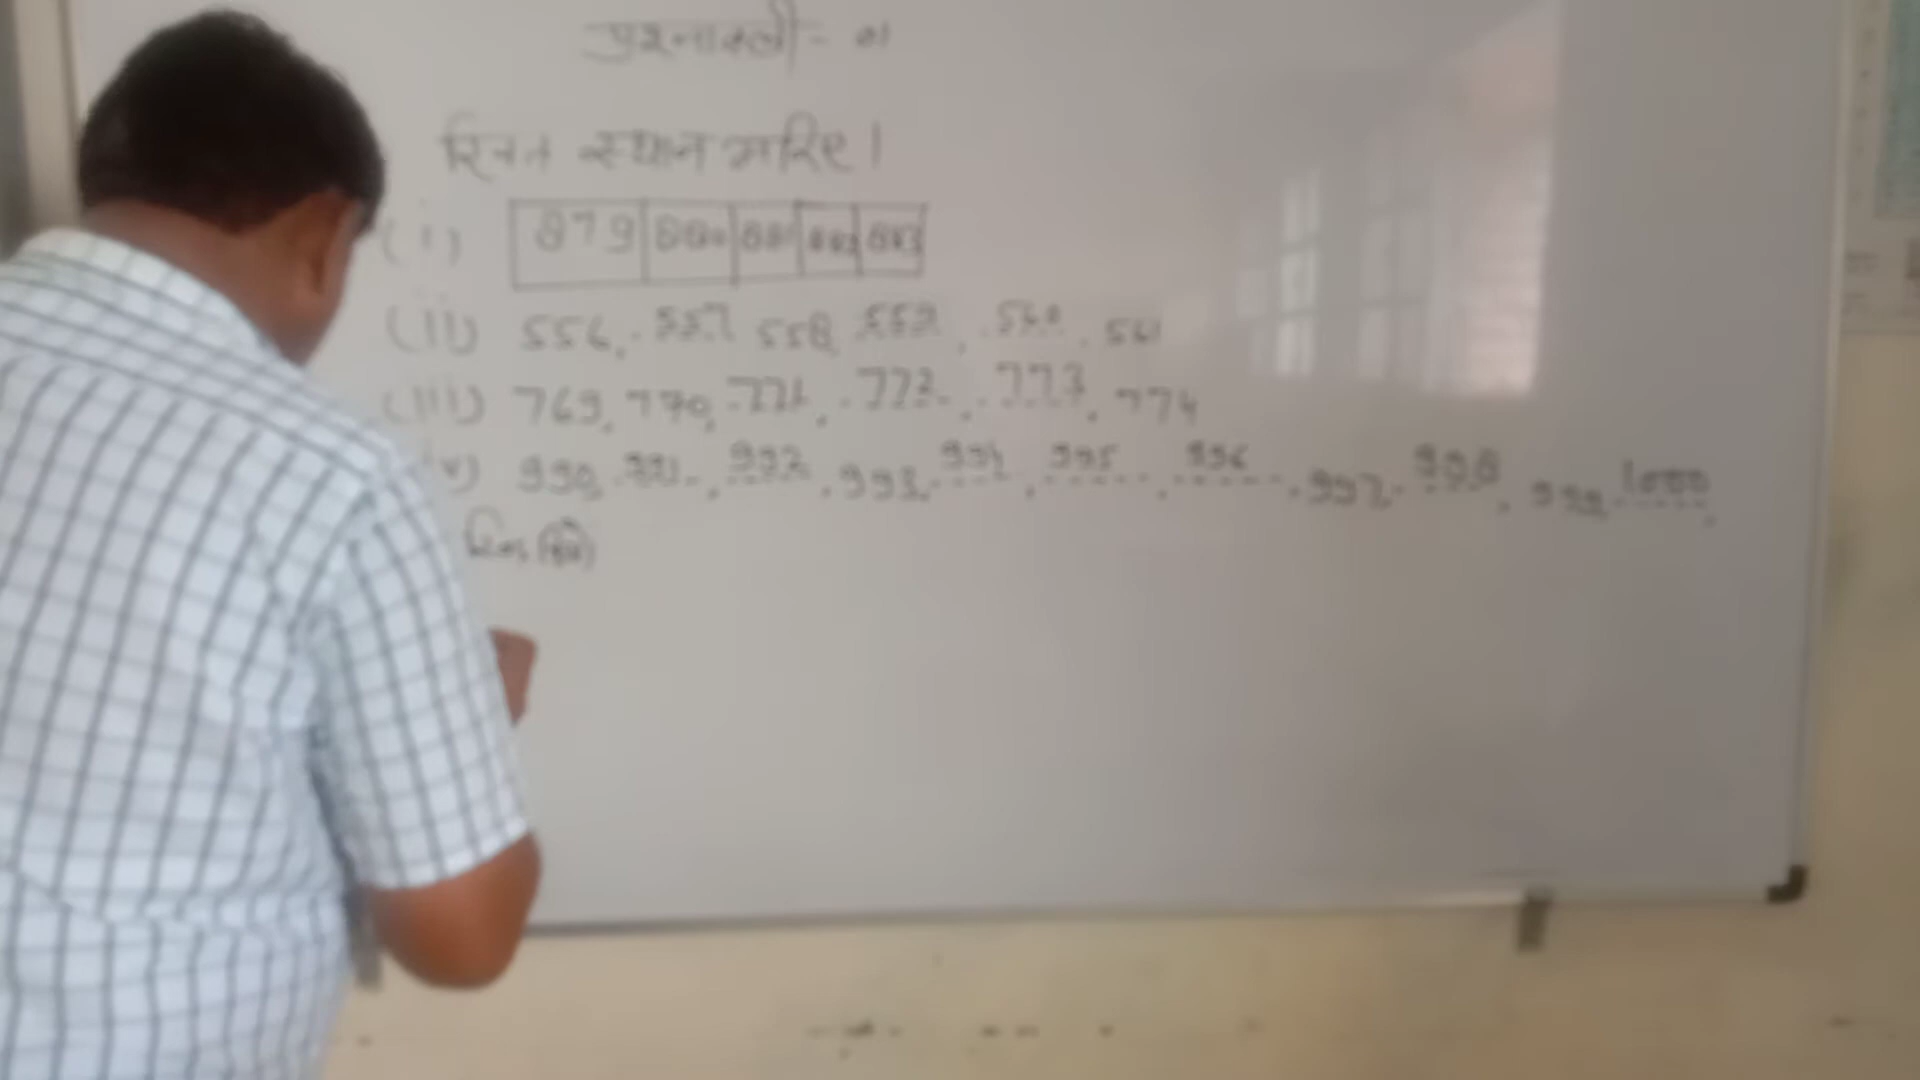 प्रश्नावली - 01
रिक्त स्थान भरिए।
(i) 879 880 881 882 883
(ii) 556, 557 558, 559, 560, 561
(iii) 769, 770, 771, 772, 773, 774
990, 991, 992, 993, 994, 995, 996, 997, 998, 999, 1000,